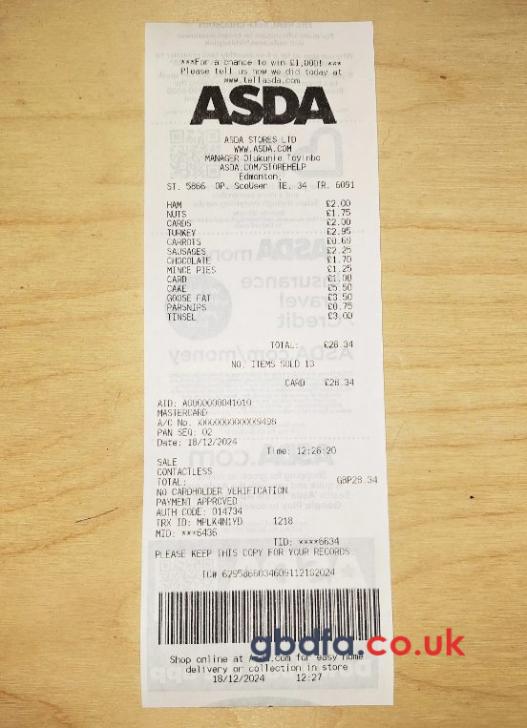 ***For a chance to win £1,000! ***
Please tell us how we did today at
www.tellasda.com
ASDA
ASDA STORES LTD
WWW.ASDA.COM
MANAGER Olukunle Toyinbo
ASDA.COM/STOREHELP
Edmonton,
ST. 5866 OP. ScoUser TE. 34 TR. 6091
HAM £2.00
NUTS £1.75
CARDS £2.00
TURKEY £2.95
CARROTS £0.69
SAUSAGES £2.25
CHOCOLATE £1.70
MINCE PIES £1.25
CARD £1.00
CAKE £5.50
GOOSE FAT £3.50
PARSNIPS £0.75
TINSEL £3.00
TOTAL: £28.34
NO. ITEMS SOLD 13
CARD £28.34
AID: A0000000041010
MASTERCARD
A/C No. XXXXXXXXXXXX9496
PAN SEQ: 02
Date: 18/12/2024
Time: 12:26:20
SALE
CONTACTLESS
TOTAL: GBP28.34
NO CARDHOLDER VERIFICATION
PAYMENT APPROVED
AUTH CODE: 014734
TRX ID: MPLK4N1YD 1218
MID: ***6436
TID: ****6634
PLEASE KEEP THIS COPY FOR YOUR RECORDS
gbdfa.co.uk
Shop online at Asda.com for easy home
delivery or collection in store
18/12/2024 12:27